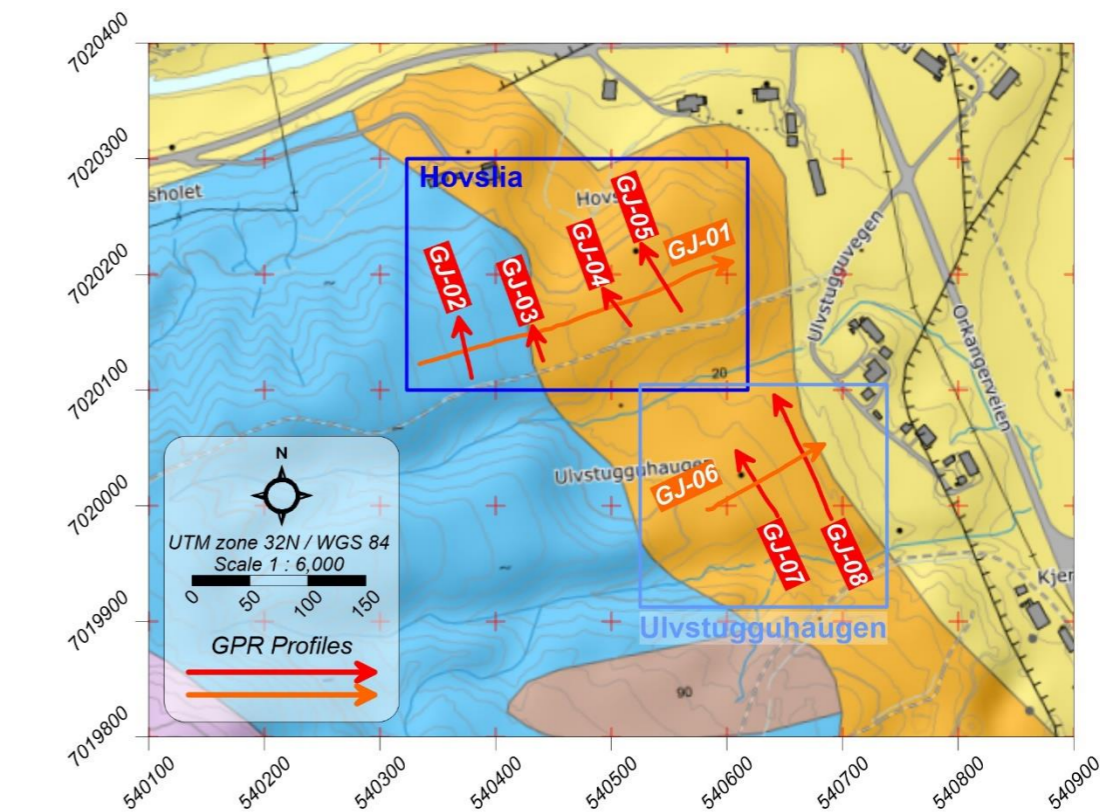 7020400
7020300
7020200
7020100
7020000
7019900
7019800
sholet
Hovslia
Hovs
GJ-05
GJ-01
GJ-04
GJ-02
GJ-03
Ulvstugguvegen
Orkangerveien
20
Ulvstugguhaugen
GJ-06
GJ-07
GJ-08
Kjer
Ulvstugguhaugen
90
N
UTM zone 32N / WGS 84
Scale 1 : 6,000
0 50 100 150
GPR Profiles
540100 540200 540300 540400 540500 540600 540700 540800 540900